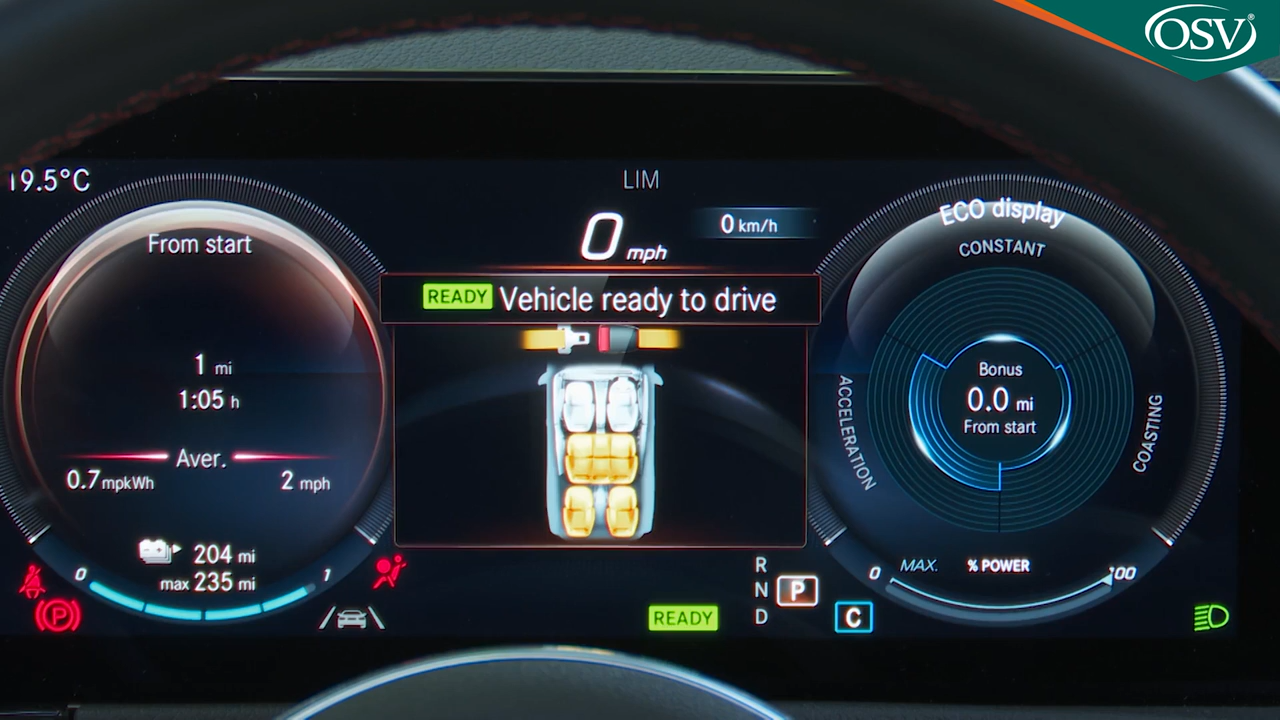 OSV®
19.5°C
LIM
0 mph
0 km/h
READY Vehicle ready to drive
From start
1 mi
1:05 h
Aver.
0.7 mpkWh
2 mph
204 mi
max 235 mi
0
1
P
READY
R
N
D
P
C
ECO display
CONSTANT
ACCELERATION
COASTING
Bonus
0.0 mi
From start
MAX.
% POWER
0
100